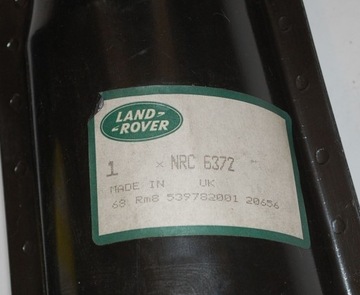 LAND-
-ROVER
1 × NRC 6372 -
MADE IN UK
68 Rm8 539782001 20656